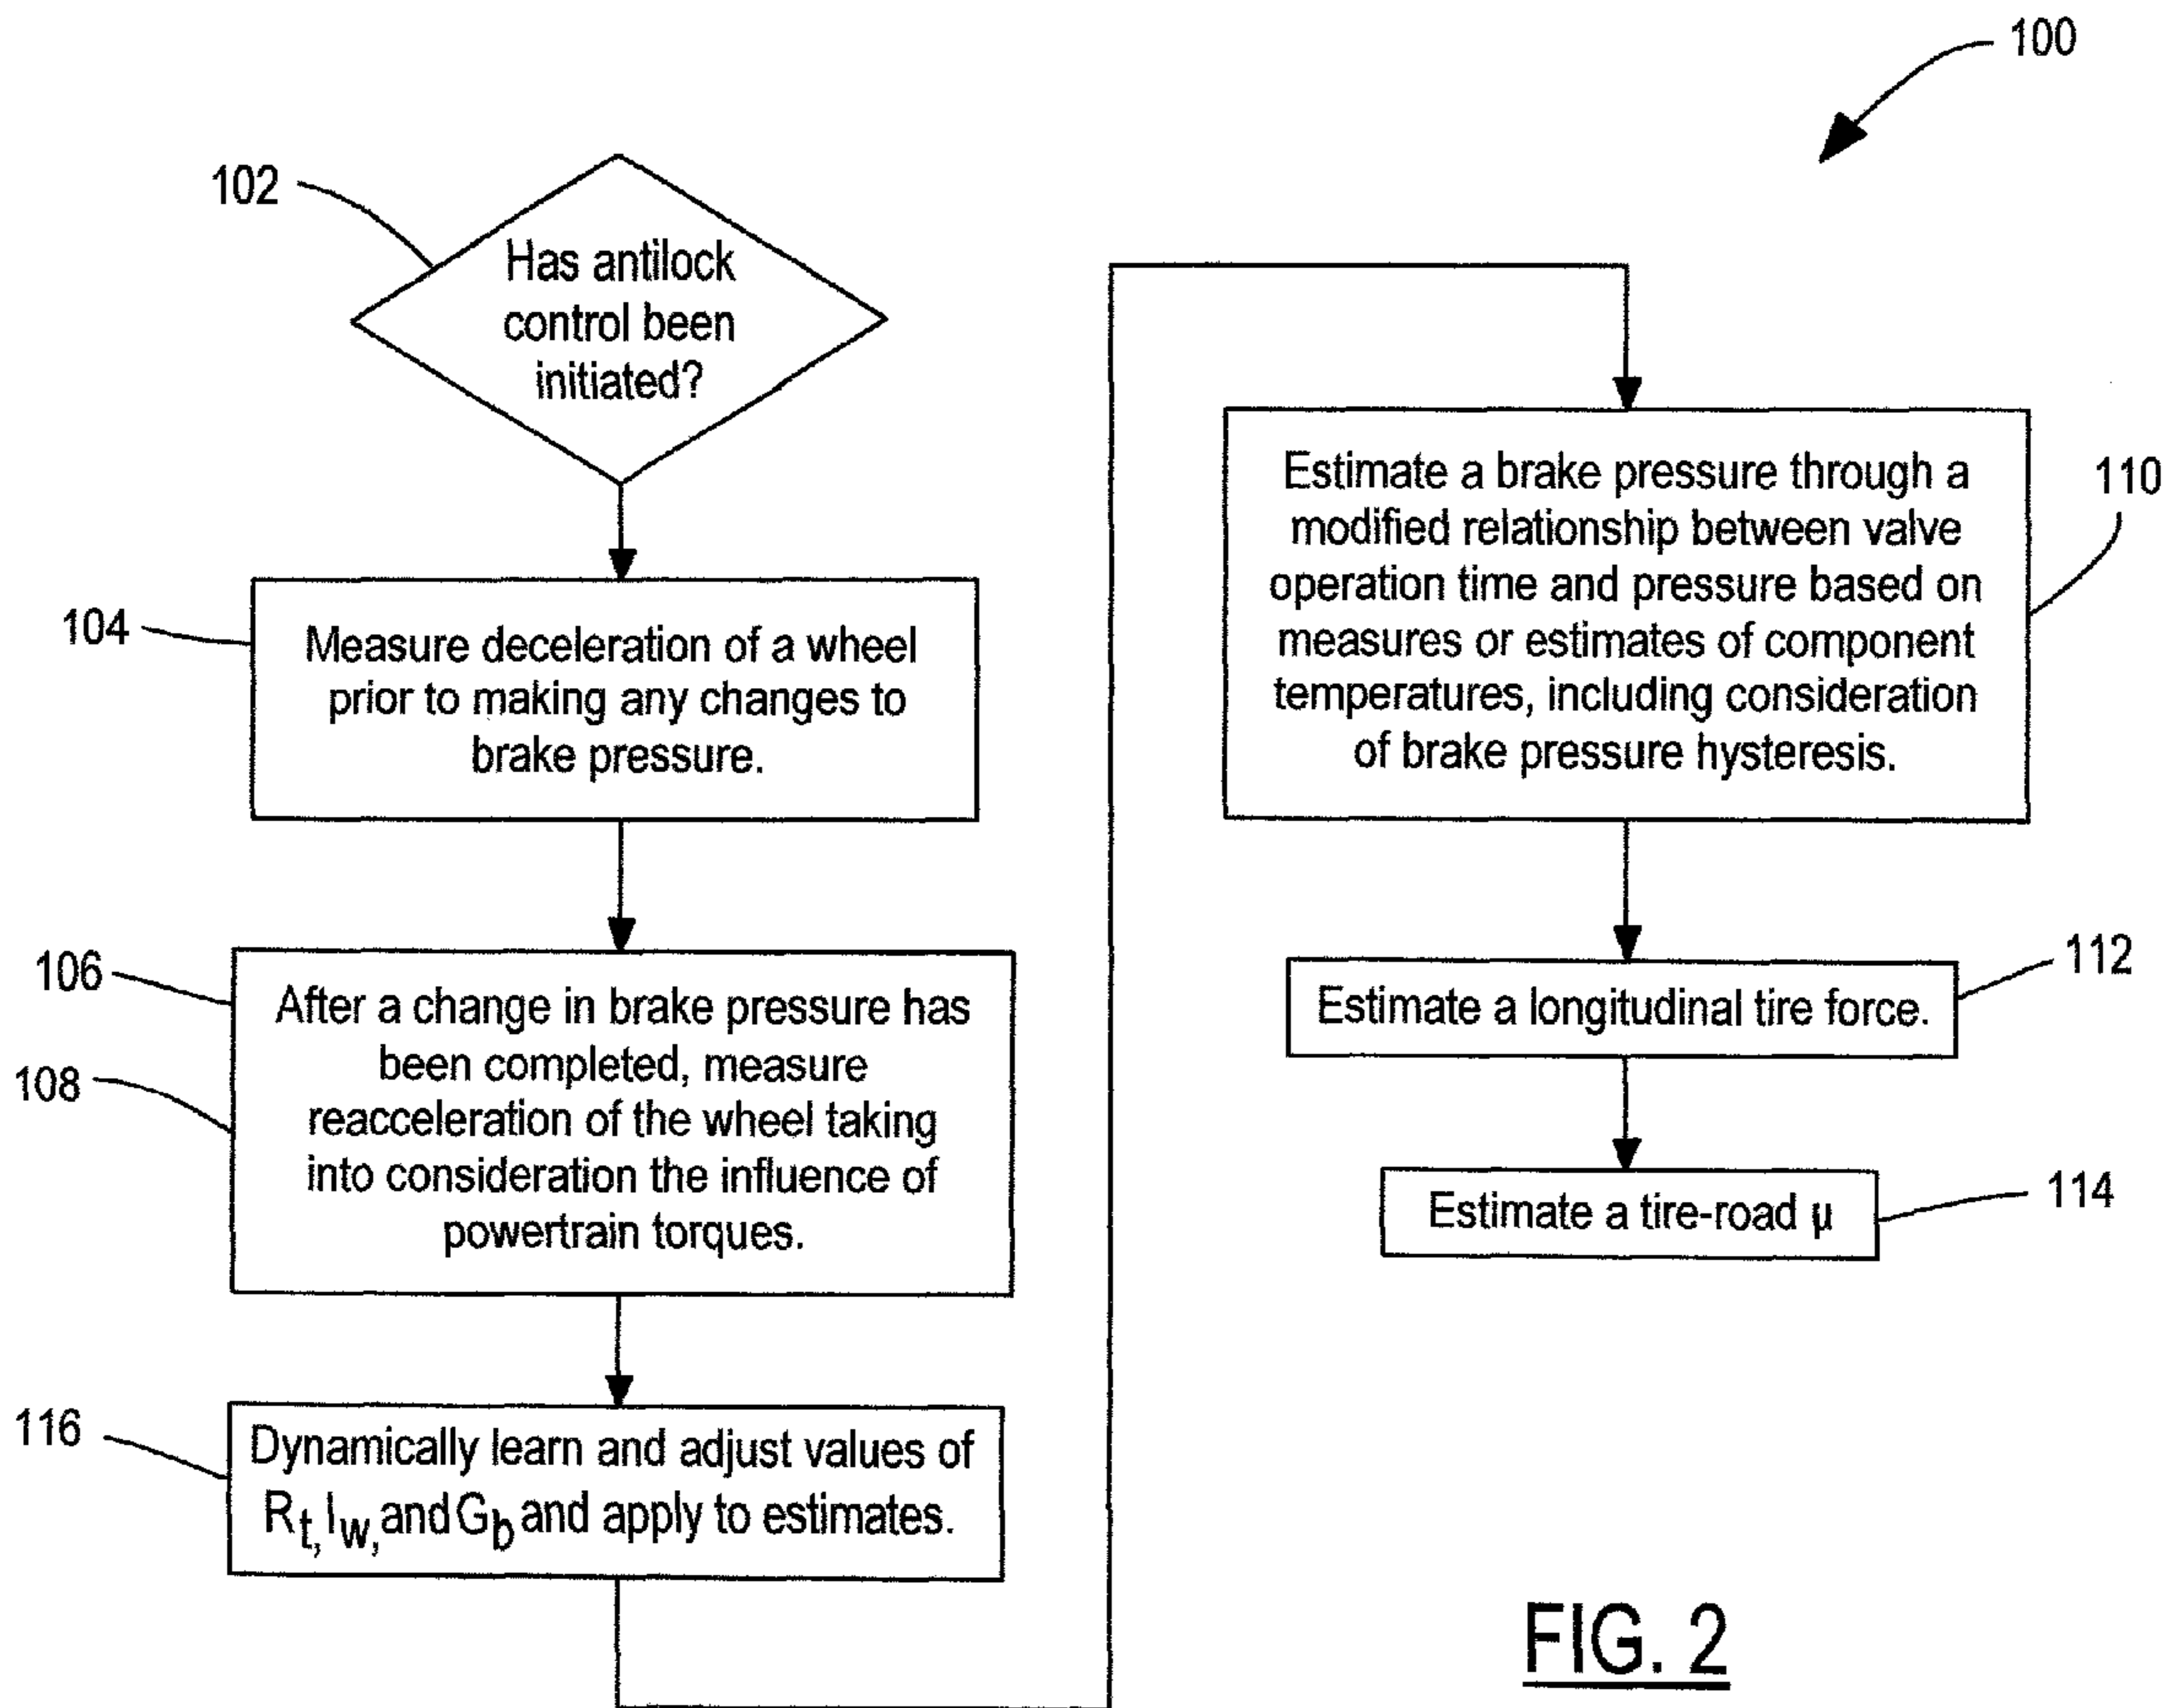 100
102
Has antilock
control been
initiated?
104
Measure deceleration of a wheel
prior to making any changes to
brake pressure.
106
108
After a change in brake pressure has
been completed, measure
reacceleration of the wheel taking
into consideration the influence of
powertrain torques.
116
Dynamically learn and adjust values of
Rt, Iw, and Gb and apply to estimates.
110
Estimate a brake pressure through a
modified relationship between valve
operation time and pressure based on
measures or estimates of component
temperatures, including consideration
of brake pressure hysteresis.
112
Estimate a longitudinal tire force.
114
Estimate a tire-road µ
FIG. 2